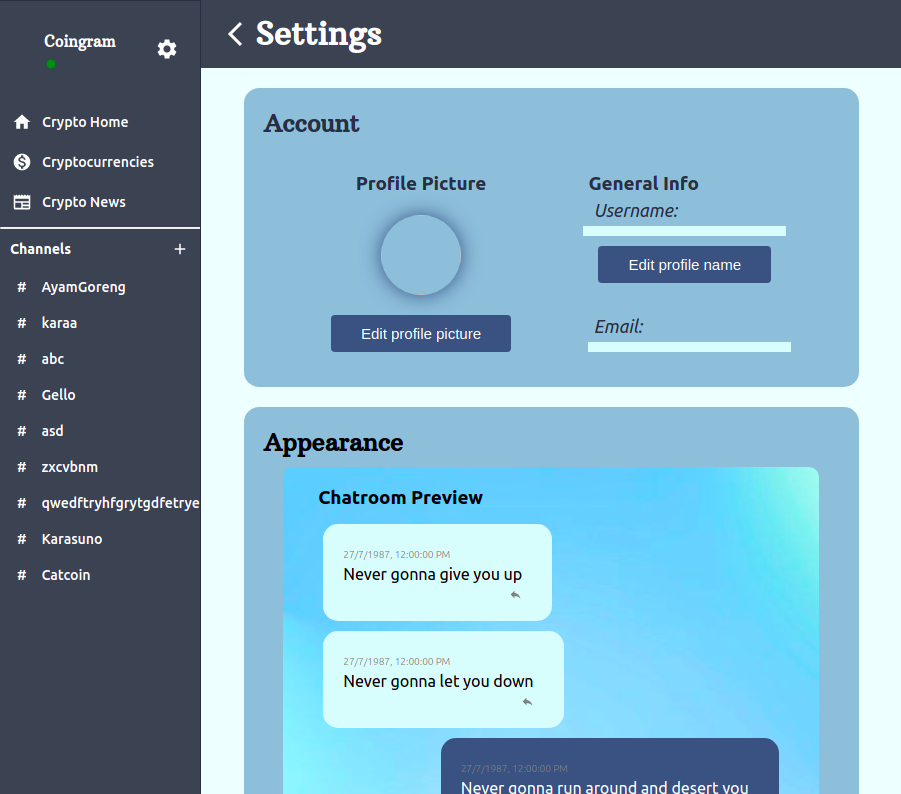 Coingram
Crypto Home
Cryptocurrencies
Crypto News
Channels +
# AyamGoreng
# karaa
# abc
# Gello
# asd
# zxcvbnm
# qwedftryhfgrytgdfetrye
# Karasuno
# Catcoin
Settings
Account
Profile Picture
Edit profile picture
General Info
Username:
Edit profile name
Email:
Appearance
Chatroom Preview
27/7/1987, 12:00:00 PM
Never gonna give you up
27/7/1987, 12:00:00 PM
Never gonna let you down
27/7/1987, 12:00:00 PM
Never gonna run around and desert you